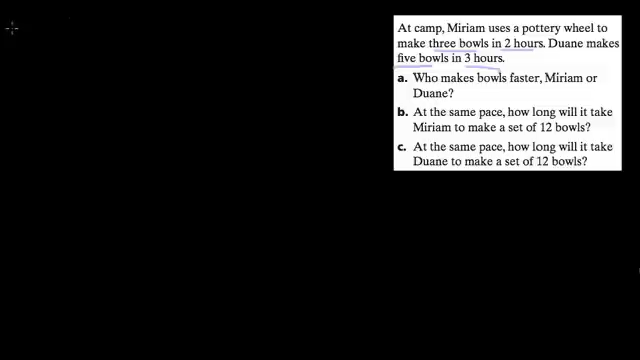 At camp, Miriam uses a pottery wheel to
make three bowls in 2 hours. Duane makes
five bowls in 3 hours.
a. Who makes bowls faster, Miriam or
Duane?
b. At the same pace, how long will it take
Miriam to make a set of 12 bowls?
c. At the same pace, how long will it take
Duane to make a set of 12 bowls?